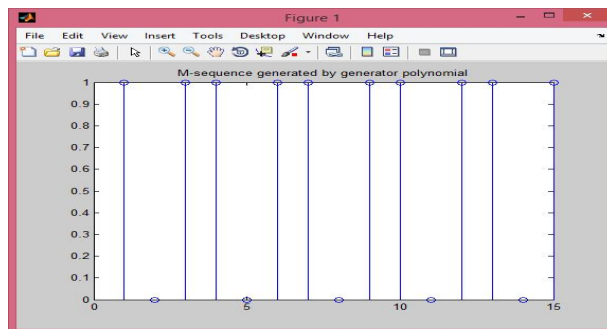 Figure 1
File Edit View Insert Tools Desktop Window Help
M-sequence generated by generator polynomial
1
0.9
0.8
0.7
0.6
0.5
0.4
0.3
0.2
0.1
0
0 5 10 15